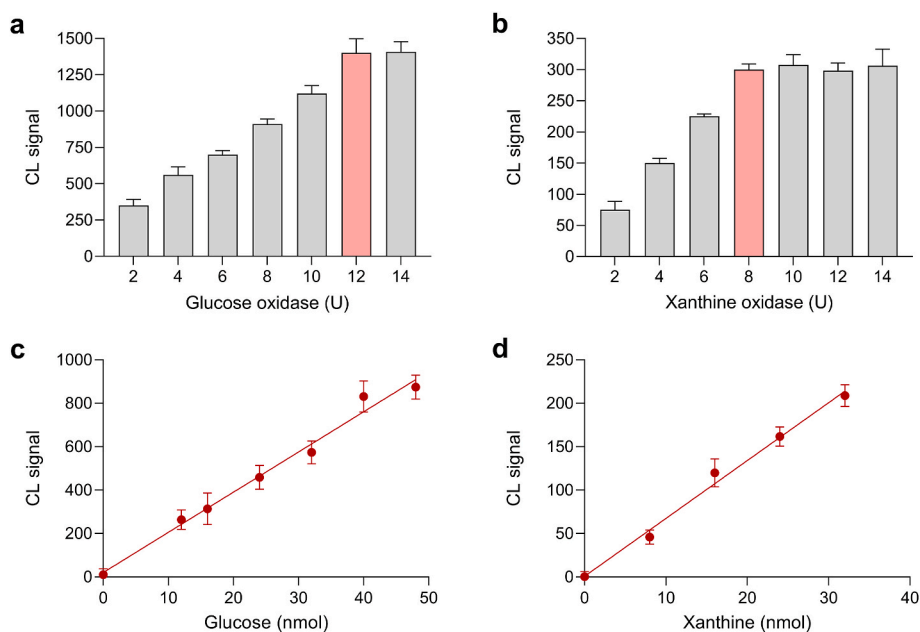 a
CL signal
1500
1250
1000
750
500
250
0
2 4 6 8 10 12 14
Glucose oxidase (U)
b
CL signal
350
300
250
200
150
100
50
0
2 4 6 8 10 12 14
Xanthine oxidase (U)
c
CL signal
1000
800
600
400
200
0
0 10 20 30 40 50
Glucose (nmol)
d
CL signal
250
200
150
100
50
0
0 10 20 30 40
Xanthine (nmol)